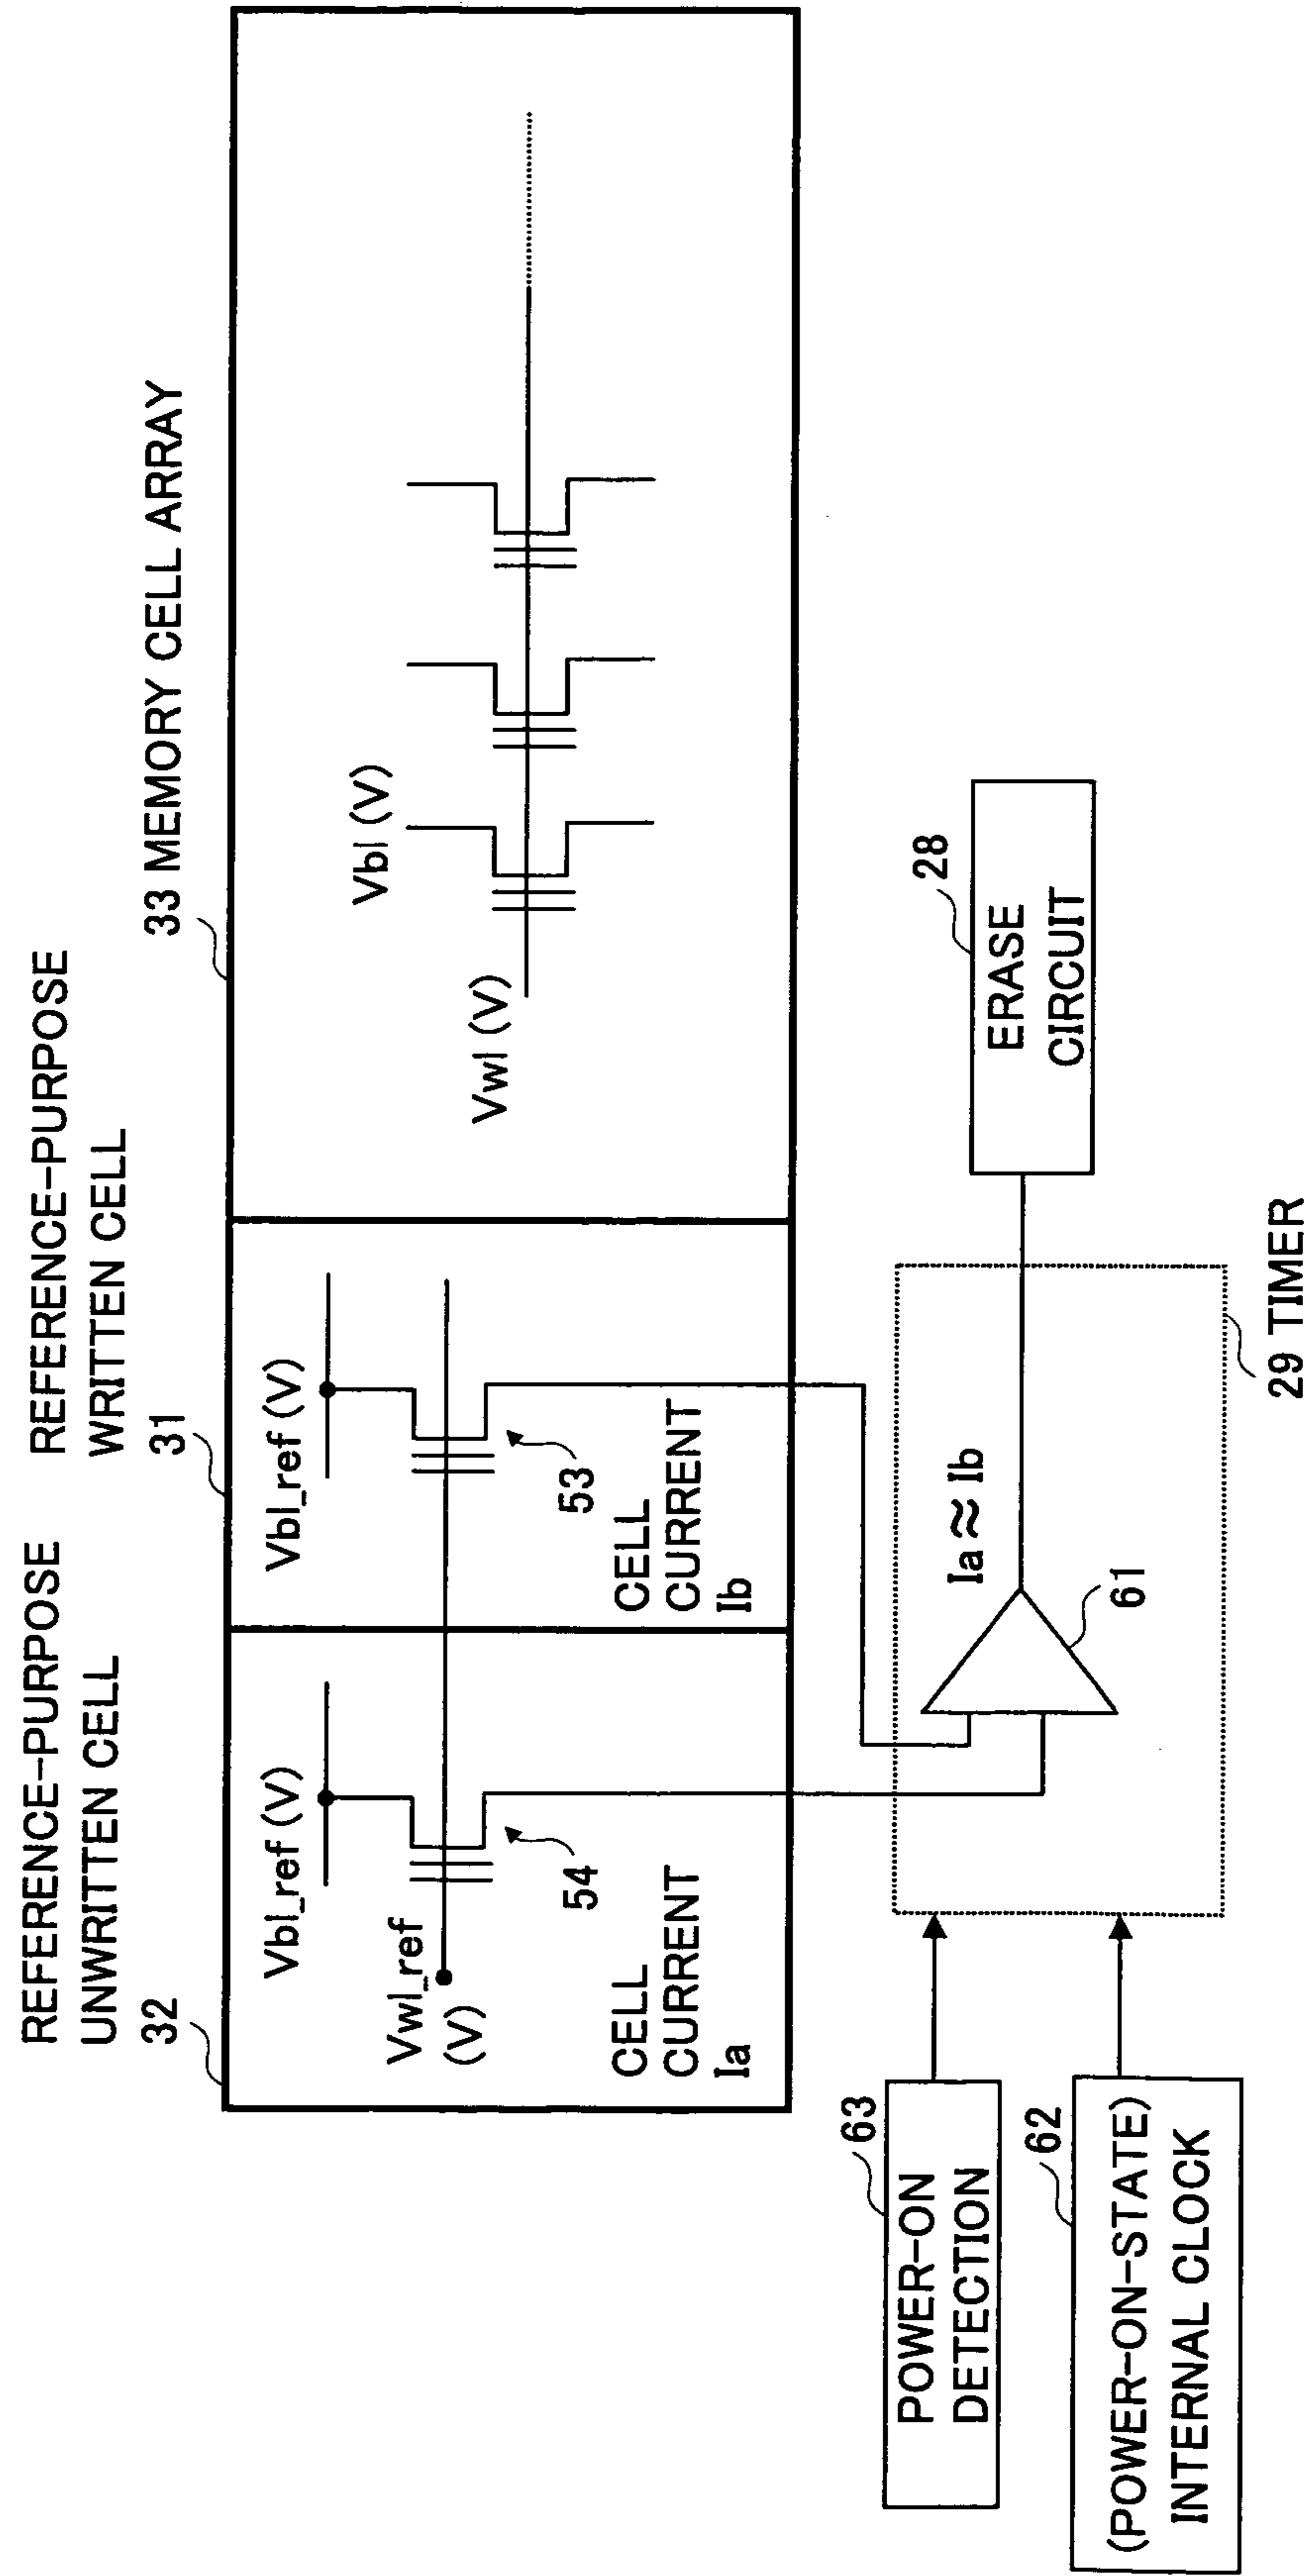 REFERENCE-PURPOSE
UNWRITTEN CELL
32
REFERENCE-PURPOSE
WRITTEN CELL
31
33 MEMORY CELL ARRAY
Vbl_ref (V)
Vwl_ref
(V)
54
CELL
CURRENT
Ia
Vbl_ref (V)
53
CELL
CURRENT
Ib
Vbl (V)
Vwl (V)
63
POWER-ON
DETECTION
62
(POWER-ON-STATE)
INTERNAL CLOCK
Ia ≈ Ib
61
29 TIMER
28
ERASE
CIRCUIT